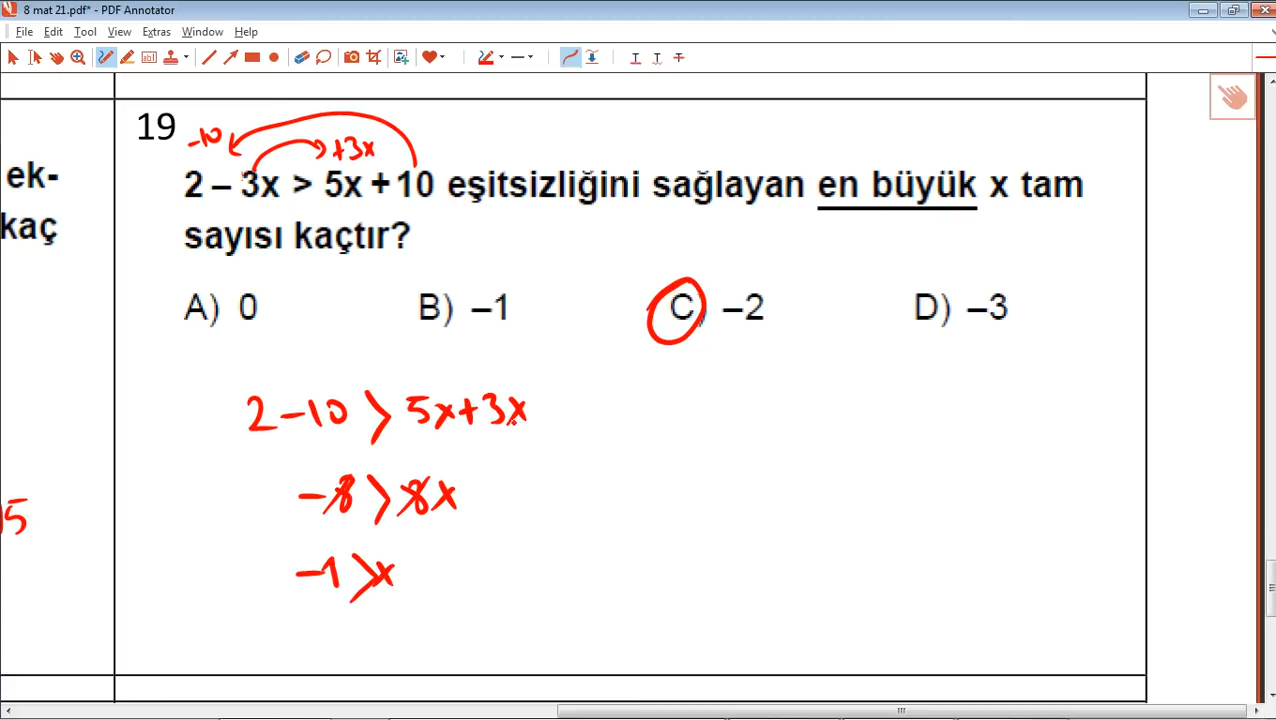 8 mat 21.pdf* - PDF Annotator
File Edit Tool View Extras Window Help
19
-10
+3x
ek-
2 – 3x > 5x + 10 eşitsizliğini sağlayan en büyük x tam
kaç
sayısı kaçtır?
A) 0 B) –1 C) –2 D) –3
2 -10 > 5x+3x
-8 > 8x
5
-1 > x